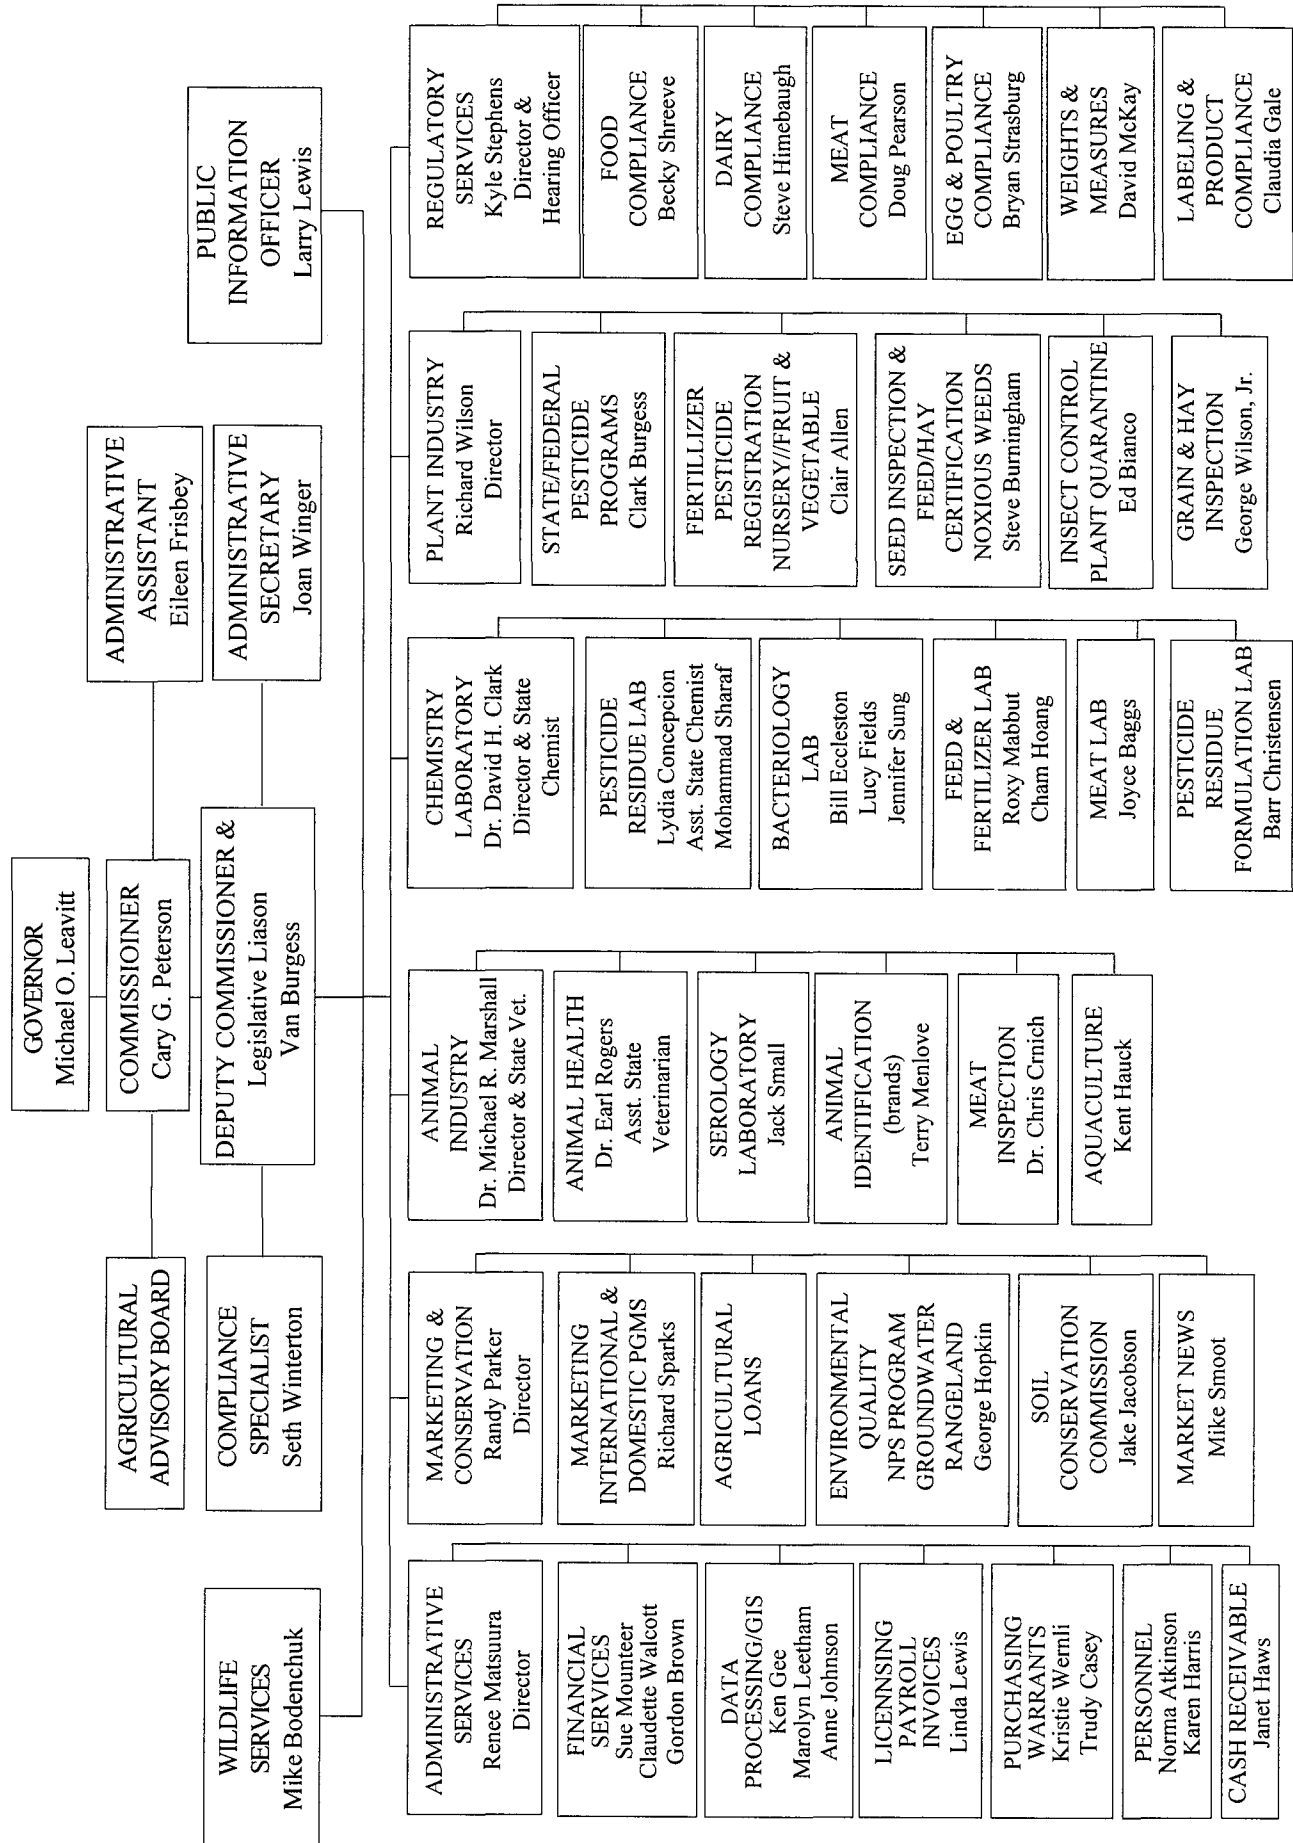 GOVERNOR
Michael O. Leavitt
COMMISSIOINER
Cary G. Peterson
AGRICULTURAL
ADVISORY BOARD
ADMINISTRATIVE
ASSISTANT
Eileen Frisbey
DEPUTY COMMISSIONER &
Legislative Liason
Van Burgess
COMPLIANCE
SPECIALIST
Seth Winterton
ADMINISTRATIVE
SECRETARY
Joan Winger
WILDLIFE
SERVICES
Mike Bodenchuk
PUBLIC
INFORMATION
OFFICER
Larry Lewis
ADMINISTRATIVE
SERVICES
Renee Matsuura
Director
FINANCIAL
SERVICES
Sue Mounteer
Claudette Walcott
Gordon Brown
DATA
PROCESSING/GIS
Ken Gee
Marolyn Leetham
Anne Johnson
LICENNSING
PAYROLL
INVOICES
Linda Lewis
PURCHASING
WARRANTS
Kristie Wernli
Trudy Casey
PERSONNEL
Norma Atkinson
Karen Harris
CASH RECEIVABLE
Janet Haws
MARKETING &
CONSERVATION
Randy Parker
Director
MARKETING
INTERNATIONAL &
DOMESTIC PGMS
Richard Sparks
AGRICULTURAL
LOANS
ENVIRONMENTAL
QUALITY
NPS PROGRAM
GROUNDWATER
RANGELAND
George Hopkin
SOIL
CONSERVATION
COMMISSION
Jake Jacobson
MARKET NEWS
Mike Smoot
ANIMAL
INDUSTRY
Dr. Michael R. Marshall
Director & State Vet.
ANIMAL HEALTH
Dr. Earl Rogers
Asst. State
Veterinarian
SEROLOGY
LABORATORY
Jack Small
ANIMAL
IDENTIFICATION
(brands)
Terry Menlove
MEAT
INSPECTION
Dr. Chris Crnich
AQUACULTURE
Kent Hauck
CHEMISTRY
LABORATORY
Dr. David H. Clark
Director & State
Chemist
PESTICIDE
RESIDUE LAB
Lydia Concepcion
Asst. State Chemist
Mohammad Sharaf
BACTERIOLOGY
LAB
Bill Eccleston
Lucy Fields
Jennifer Sung
FEED &
FERTILIZER LAB
Roxy Mabbut
Cham Hoang
MEAT LAB
Joyce Baggs
PESTICIDE
RESIDUE
FORMULATION LAB
Barr Christensen
PLANT INDUSTRY
Richard Wilson
Director
STATE/FEDERAL
PESTICIDE
PROGRAMS
Clark Burgess
FERTILLIZER
PESTICIDE
REGISTRATION
NURSERY//FRUIT &
VEGETABLE
Clair Allen
SEED INSPECTION &
FEED/HAY
CERTIFICATION
NOXIOUS WEEDS
Steve Burningham
INSECT CONTROL
PLANT QUARANTINE
Ed Bianco
GRAIN & HAY
INSPECTION
George Wilson, Jr.
REGULATORY
SERVICES
Kyle Stephens
Director &
Hearing Officer
FOOD
COMPLIANCE
Becky Shreeve
DAIRY
COMPLIANCE
Steve Himebaugh
MEAT
COMPLIANCE
Doug Pearson
EGG & POULTRY
COMPLIANCE
Bryan Strasburg
WEIGHTS &
MEASURES
David McKay
LABELING &
PRODUCT
COMPLIANCE
Claudia Gale